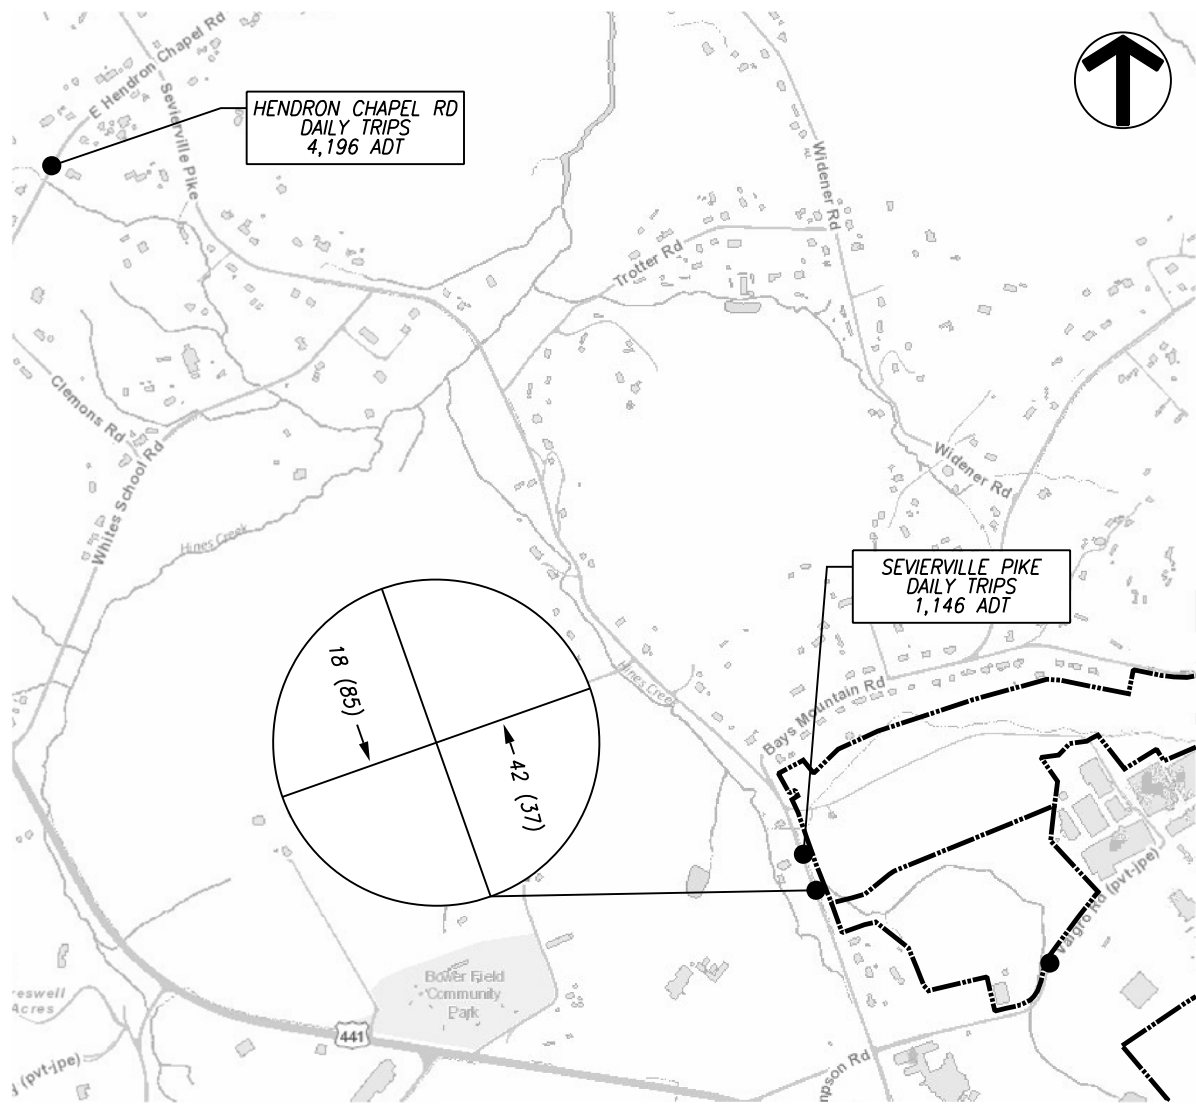 E Hendron Chapel Rd
Sevierville Pike
HENDRON CHAPEL RD
DAILY TRIPS
4,196 ADT
Widener Rd
Trotter Rd
Clemons Rd
Whites School Rd
Widener Rd
Hines Creek
SEVIERVILLE PIKE
DAILY TRIPS
1,146 ADT
18 (85)
42 (37)
Hines Creek
Bays Mountain Rd
Valgro Rd (pvt-jpe)
Bower Field
Community
Park
eswell
Acres
441
(pvt-jpe)
mpson Rd